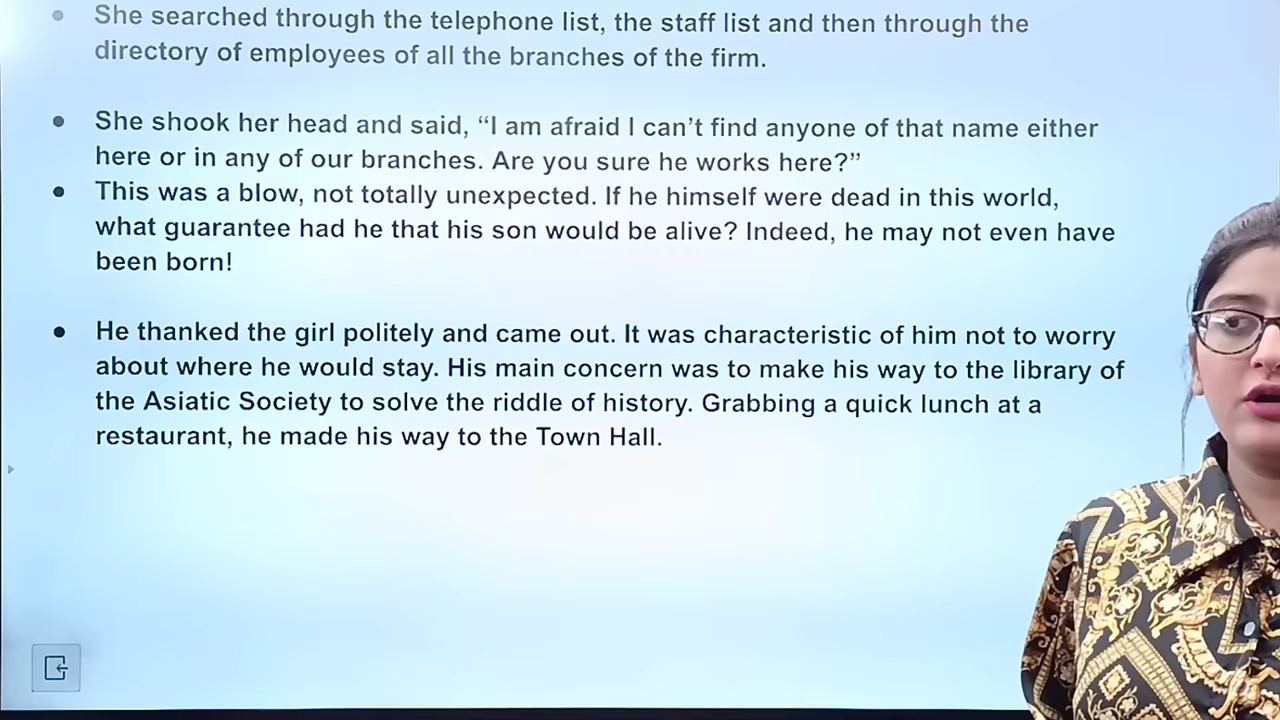 • She searched through the telephone list, the staff list and then through the
directory of employees of all the branches of the firm.
• She shook her head and said, “I am afraid I can’t find anyone of that name either
here or in any of our branches. Are you sure he works here?”
• This was a blow, not totally unexpected. If he himself were dead in this world,
what guarantee had he that his son would be alive? Indeed, he may not even have
been born!
• He thanked the girl politely and came out. It was characteristic of him not to worry
about where he would stay. His main concern was to make his way to the library of
the Asiatic Society to solve the riddle of history. Grabbing a quick lunch at a
restaurant, he made his way to the Town Hall.